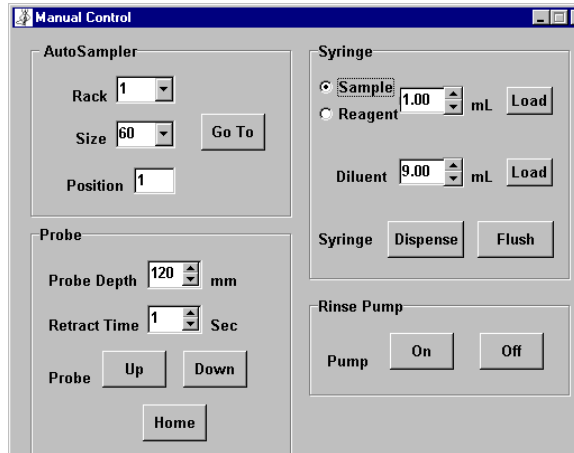 Manual Control
AutoSampler
Rack 1
Size 60
Go To
Position 1
Probe
Probe Depth 120 mm
Retract Time 1 Sec
Probe Up Down
Home
Syringe
Sample
Reagent
1.00 mL Load
Diluent 9.00 mL Load
Syringe Dispense Flush
Rinse Pump
Pump On Off